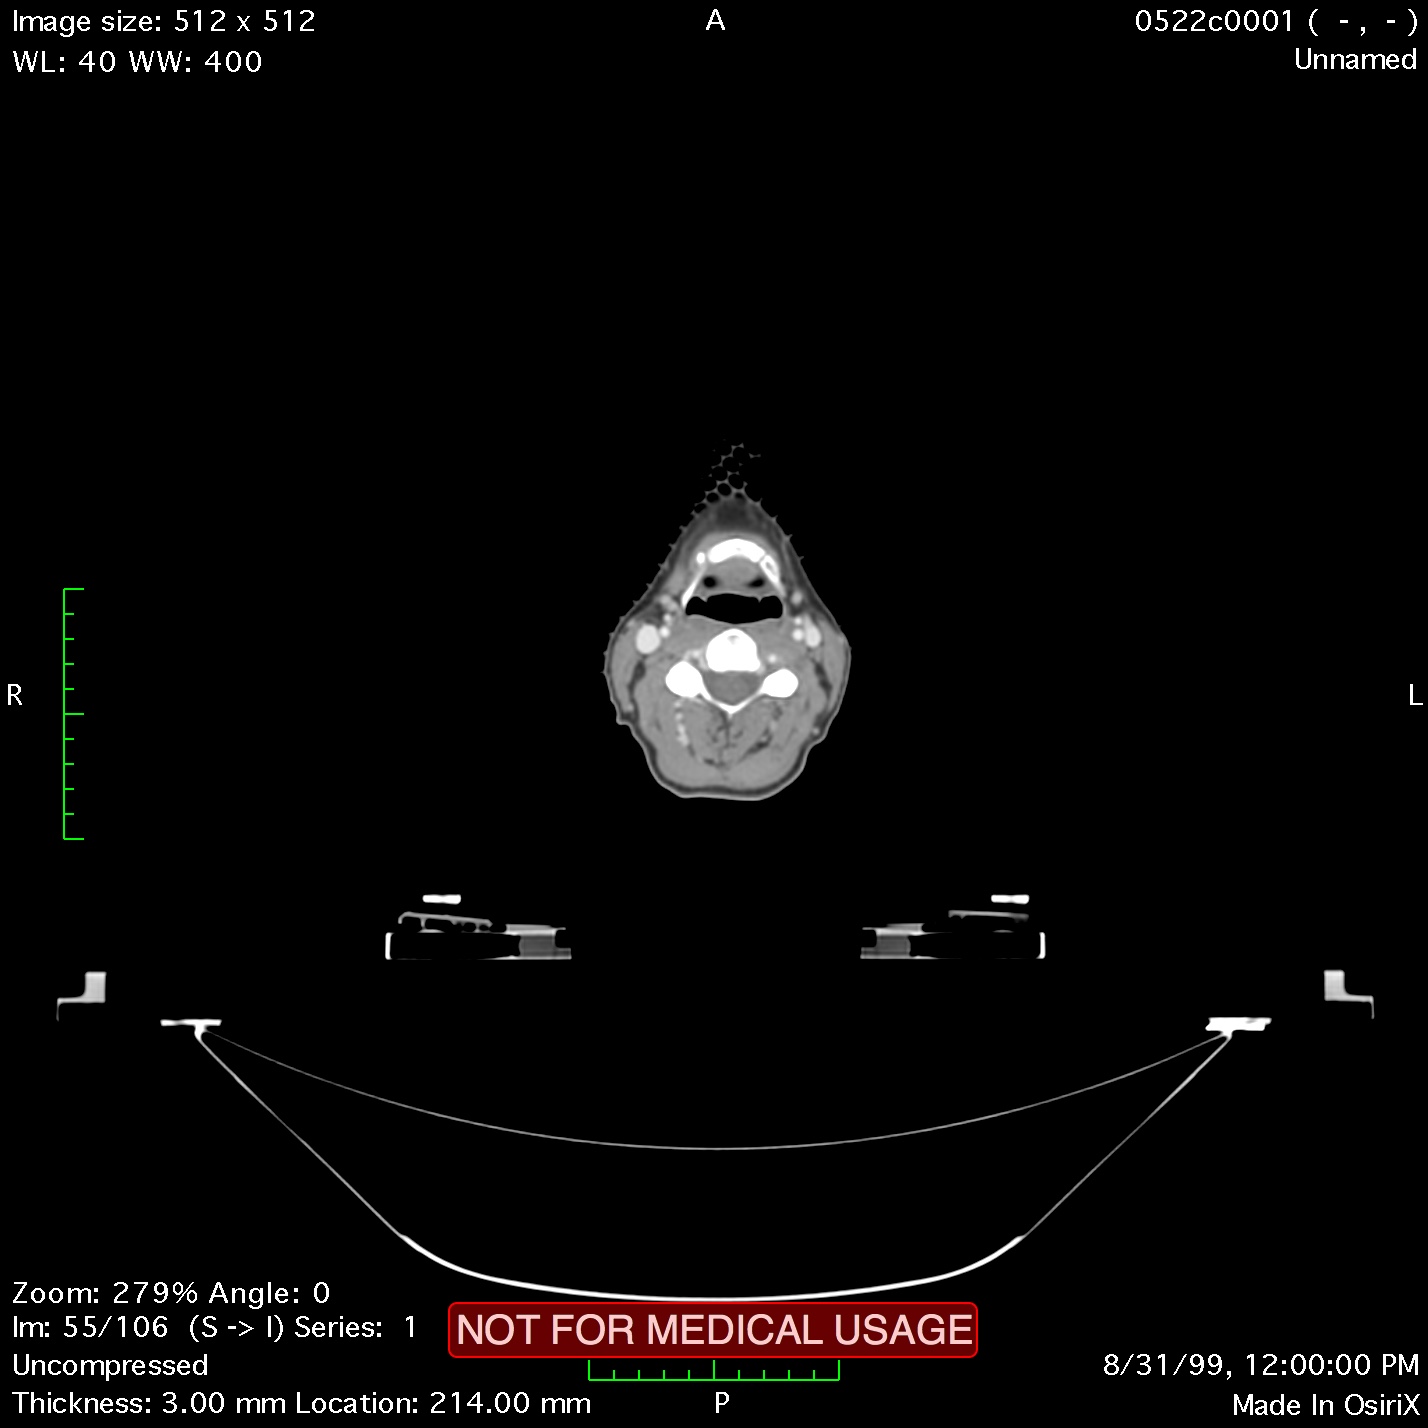 Image size: 512 x 512
WL: 40 WW: 400
A
0522c0001 ( - , - )
Unnamed
R
L
Zoom: 279% Angle: 0
Im: 55/106 (S -> I) Series: 1
Uncompressed
Thickness: 3.00 mm Location: 214.00 mm
NOT FOR MEDICAL USAGE
P
8/31/99, 12:00:00 PM
Made In OsiriX